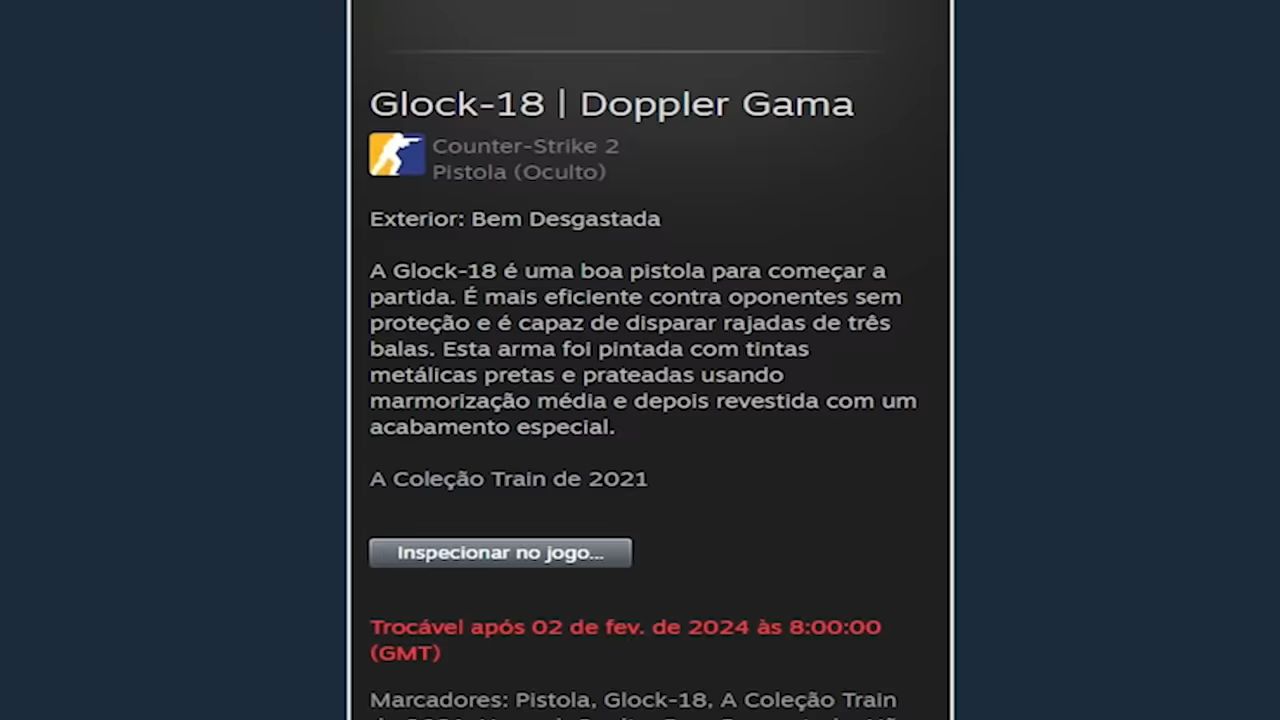 Glock-18 | Doppler Gama
Counter-Strike 2
Pistola (Oculto)
Exterior: Bem Desgastada
A Glock-18 é uma boa pistola para começar a
partida. É mais eficiente contra oponentes sem
proteção e é capaz de disparar rajadas de três
balas. Esta arma foi pintada com tintas
metálicas pretas e prateadas usando
marmorização média e depois revestida com um
acabamento especial.
A Coleção Train de 2021
Inspecionar no jogo...
Trocável após 02 de fev. de 2024 às 8:00:00
(GMT)
Marcadores: Pistola, Glock-18, A Coleção Train